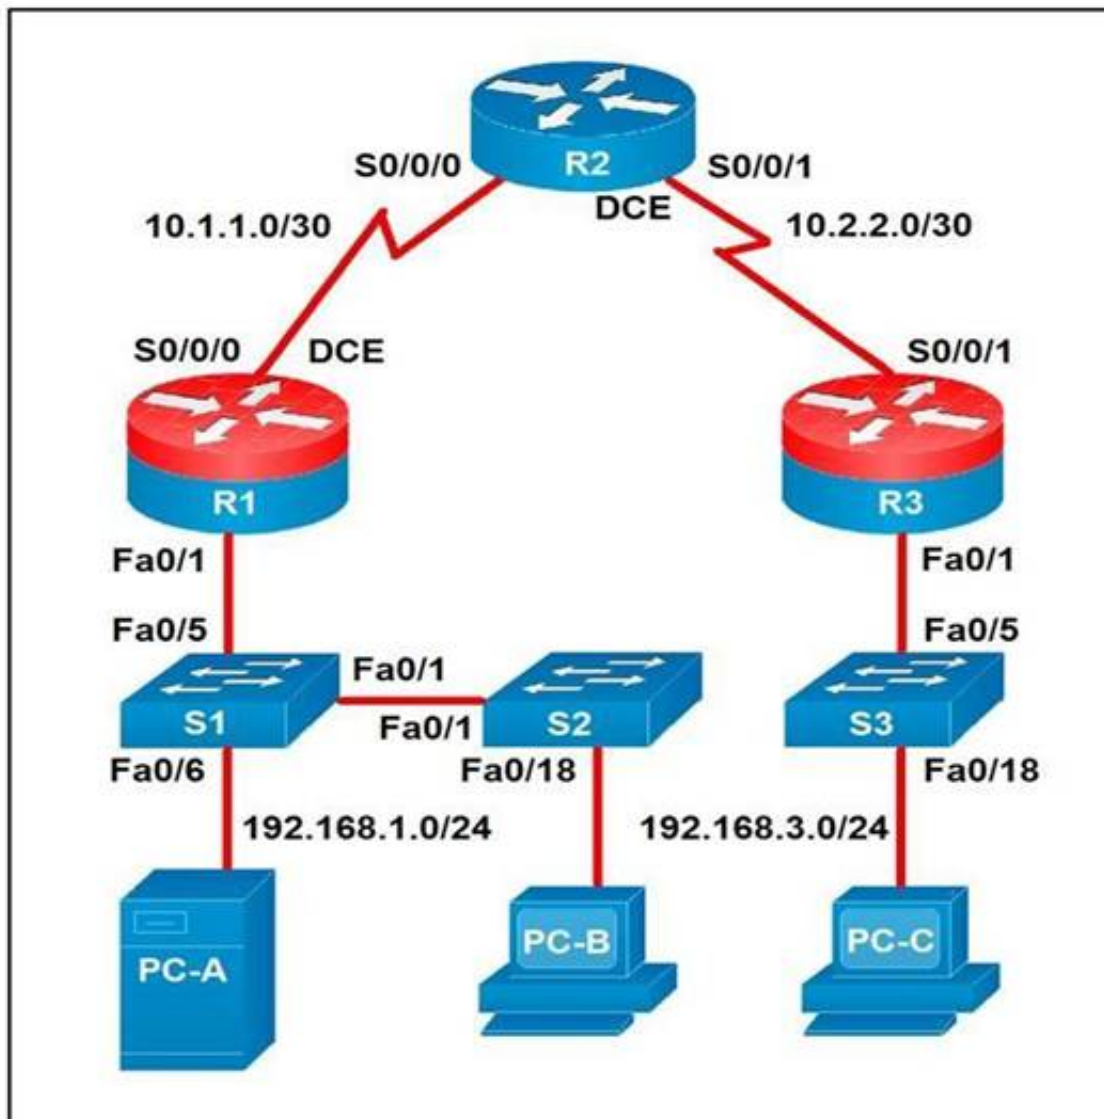 R2
S0/0/0
S0/0/1
DCE
10.1.1.0/30
10.2.2.0/30
S0/0/0
DCE
S0/0/1
R1
R3
Fa0/1
Fa0/1
Fa0/5
Fa0/5
Fa0/1
S1
Fa0/1
S2
S3
Fa0/6
Fa0/18
Fa0/18
192.168.1.0/24
192.168.3.0/24
PC-A
PC-B
PC-C